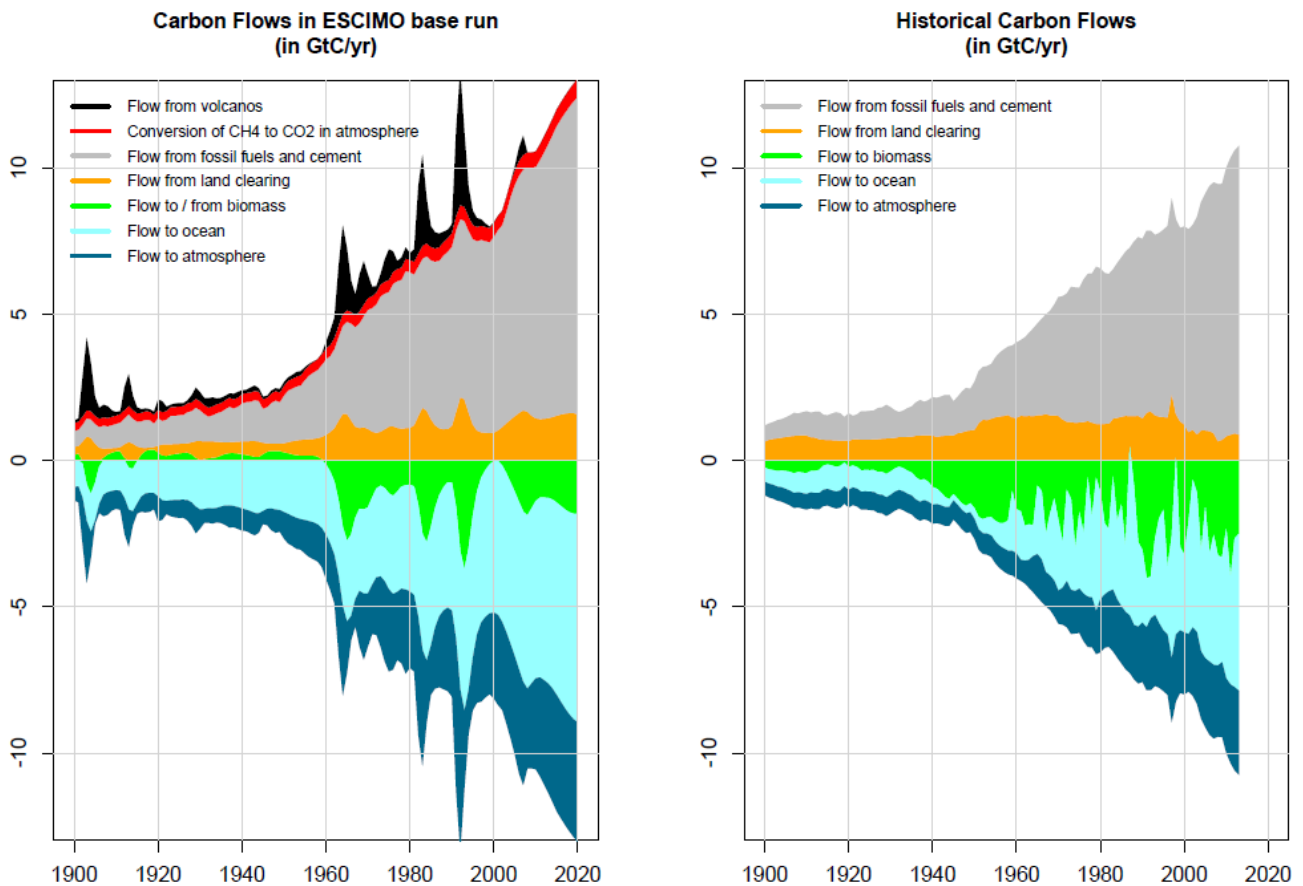 Carbon Flows in ESCIMO base run
(in GtC/yr)
Flow from volcanos
Conversion of CH4 to CO2 in atmosphere
Flow from fossil fuels and cement
Flow from land clearing
Flow to / from biomass
Flow to ocean
Flow to atmosphere
10
5
0
-5
-10
1900 1920 1940 1960 1980 2000 2020
Historical Carbon Flows
(in GtC/yr)
Flow from fossil fuels and cement
Flow from land clearing
Flow to biomass
Flow to ocean
Flow to atmosphere
10
5
0
-5
-10
1900 1920 1940 1960 1980 2000 2020